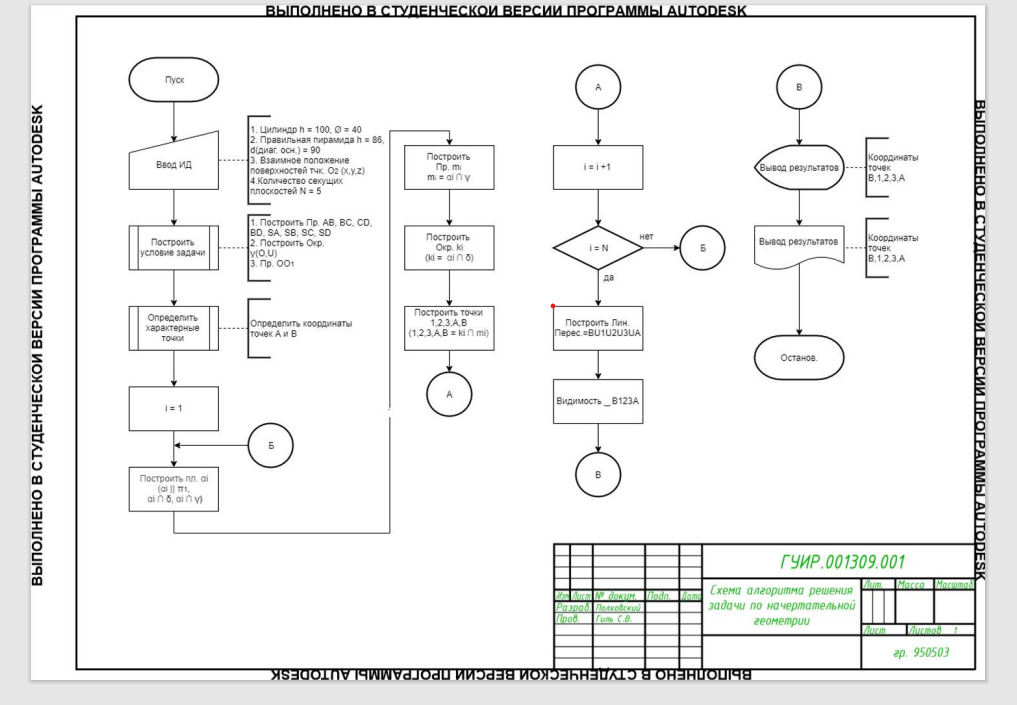 ВЫПОЛНЕНО В СТУДЕНЧЕСКОЙ ВЕРСИИ ПРОГРАММЫ AUTODESK
ВЫПОЛНЕНО В СТУДЕНЧЕСКОЙ ВЕРСИИ ПРОГРАММЫ AUTODESK
Пуск
Ввод ИД
1. Цилиндр h = 100, Ø = 40
2. Правильная пирамида h = 86,
d(диаг. осн.) = 90
3. Взаимное положение
поверхностей тчк. O₂ (x,y,z)
4.Количество секущих
плоскостей N = 5
Построить
условие задачи
1. Построить Пр. AB, BC, CD,
BD, SA, SB, SC, SD
2. Построить Окр.
γ(O,U)
3. Пр. OO₁
Определить
характерные
точки
Определить координаты
точек А и В
i = 1
Б
Построить пл. αi
(αi || π₁,
αi ∩ δ, αi ∩ γ)
Построить
Пр. mᵢ
mᵢ = αi ∩ γ
Построить
Окр. ki
(ki = αi ∩ δ)
Построить точки
1,2,3,А,В
(1,2,3,А,В = ki ∩ mi)
А
А
i = i +1
i = N
нет
Б
да
Построить Лин.
Перес.=BU1U2U3UA
Видимость _ B123A
В
В
Вывод результатов
Координаты
точек
В,1,2,3,А
Вывод результатов
Координаты
точек
В,1,2,3,А
Останов.
ГУИР.001309.001
Схема алгоритма решения
задачи по начертательной
геометрии
Лит. Масса Масштаб
Изм Лист № докум. Подп. Дата
Разраб. Полховский
Пров. Гиль С.В.
Лист Листов 1
гр. 950503
ВЫПОЛНЕНО В СТУДЕНЧЕСКОЙ ВЕРСИИ ПРОГРАММЫ AUTODESK
ВЫПОЛНЕНО В СТУДЕНЧЕСКОЙ ВЕРСИИ ПРОГРАММЫ AUTODESK